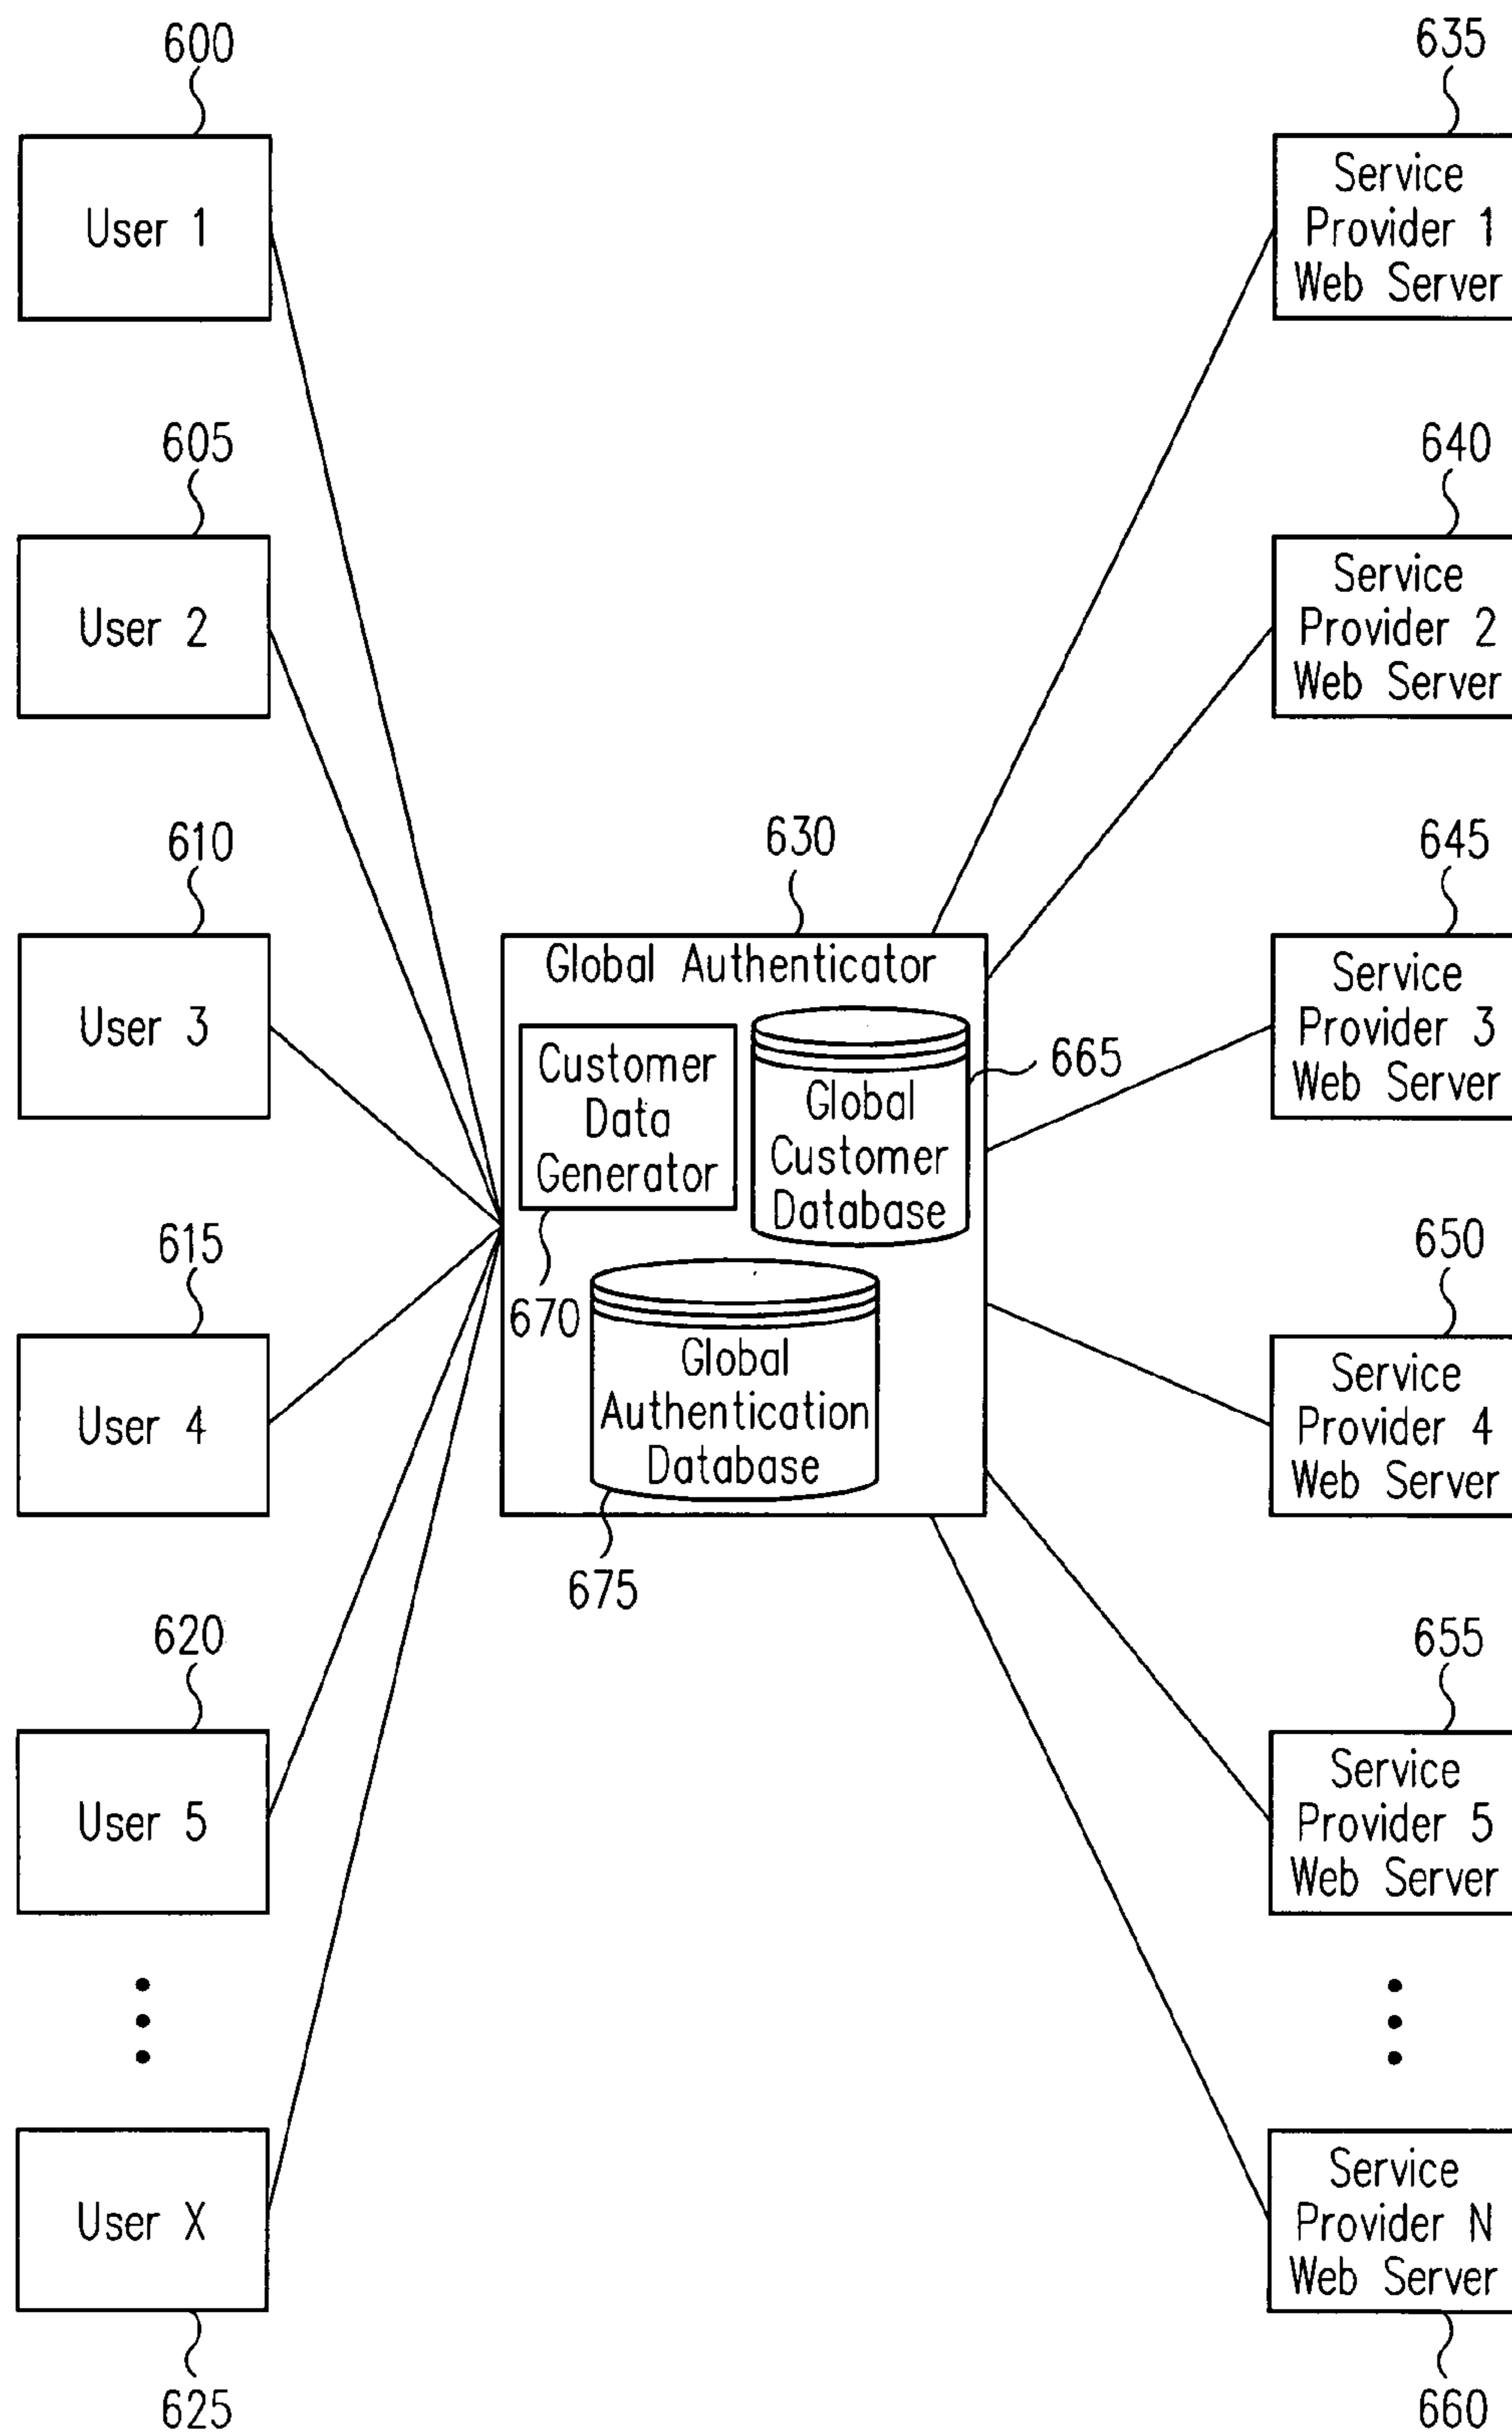 600
User 1
605
User 2
610
User 3
615
User 4
620
User 5
User X
625
630
Global Authenticator
Customer
Data
Generator
670
Global
Customer
Database
665
Global
Authentication
Database
675
635
Service
Provider 1
Web Server
640
Service
Provider 2
Web Server
645
Service
Provider 3
Web Server
650
Service
Provider 4
Web Server
655
Service
Provider 5
Web Server
Service
Provider N
Web Server
660